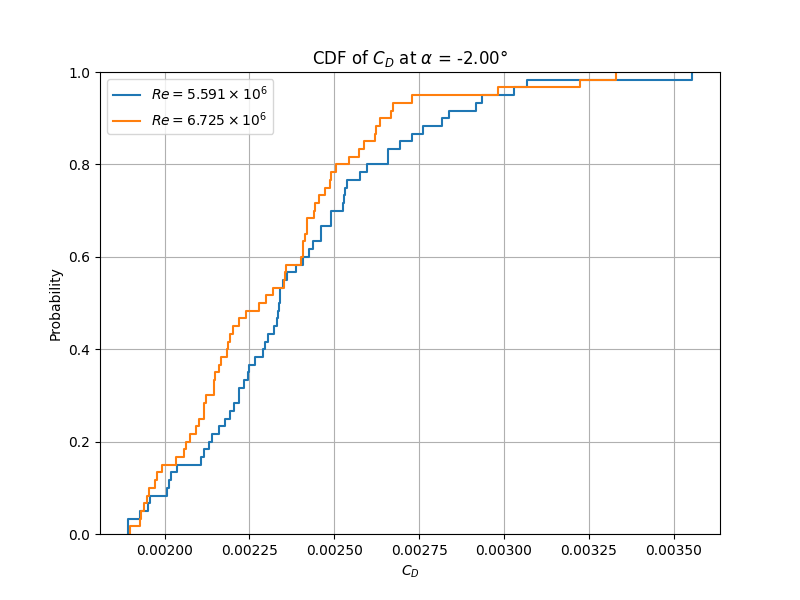 CDF of $C_D$ at $\alpha$ = -2.00°
$Re = 5.591 \times 10^6$
$Re = 6.725 \times 10^6$
1.0
0.8
0.6
0.4
0.2
0.0
Probability
0.00200 0.00225 0.00250 0.00275 0.00300 0.00325 0.00350
$C_D$